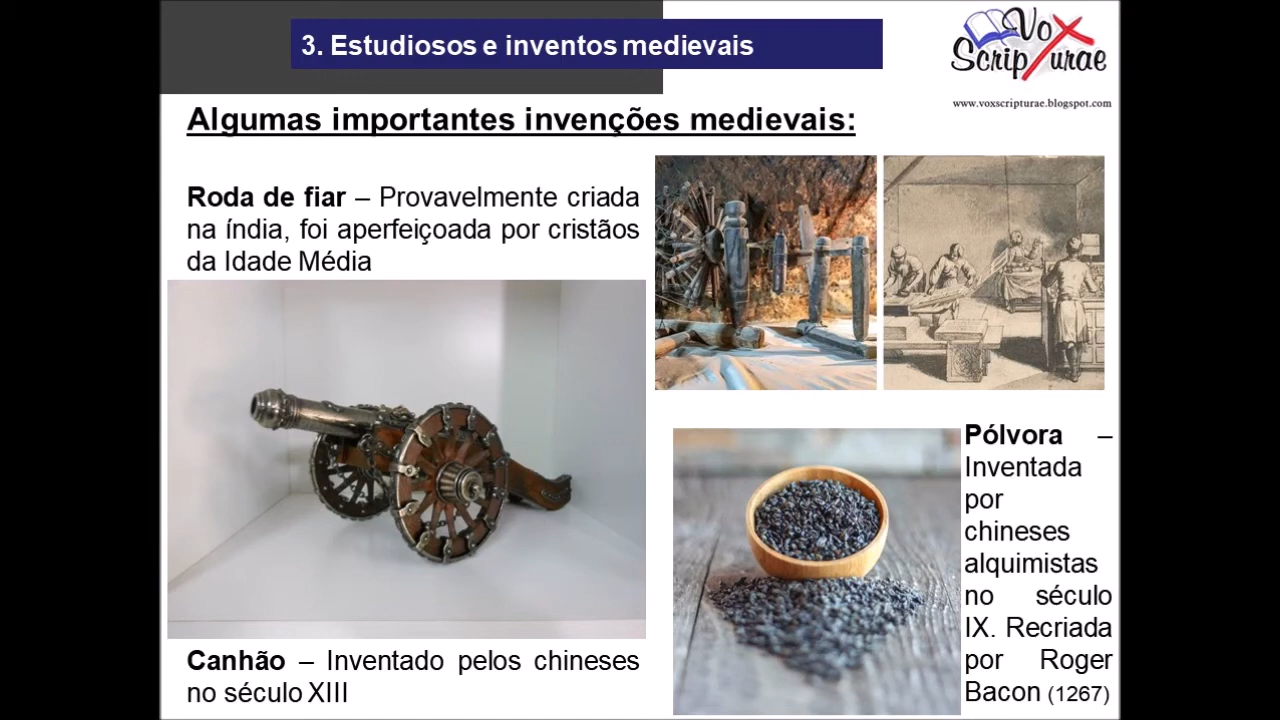 3. Estudiosos e inventos medievais
Vox
Scripturae
www.voxscripturae.blogspot.com
Algumas importantes invenções medievais:
Roda de fiar – Provavelmente criada
na índia, foi aperfeiçoada por cristãos
da Idade Média
Canhão – Inventado pelos chineses
no século XIII
Pólvora –
Inventada
por
chineses
alquimistas
no século
IX. Recriada
por Roger
Bacon (1267)